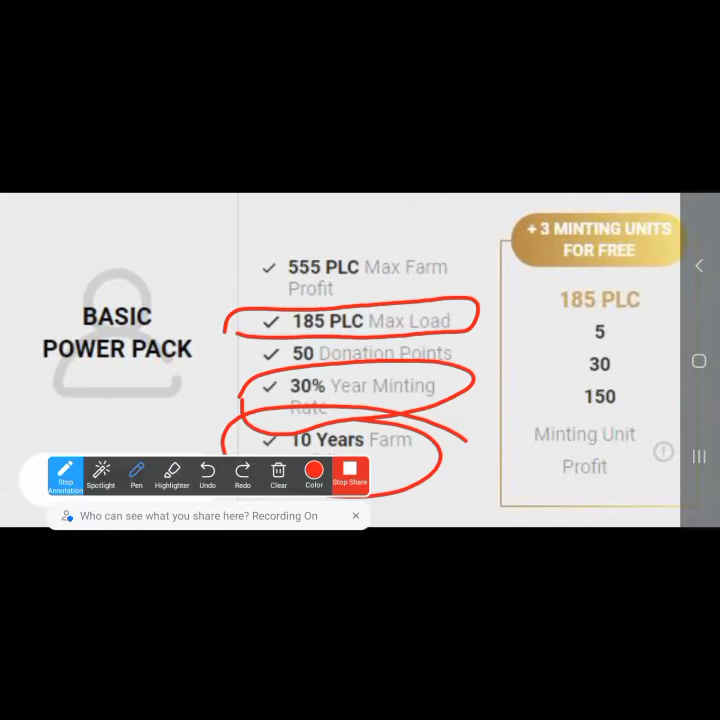 BASIC
POWER PACK
555 PLC Max Farm
Profit
185 PLC Max Load
50 Donation Points
30% Year Minting
Rate
10 Years Farm
+ 3 MINTING UNITS
FOR FREE
185 PLC
5
30
150
Minting Unit
Profit
Stop
Annotation
Spotlight
Pen
Highlighter
Undo
Redo
Clear
Color
Stop Share
Who can see what you share here? Recording On